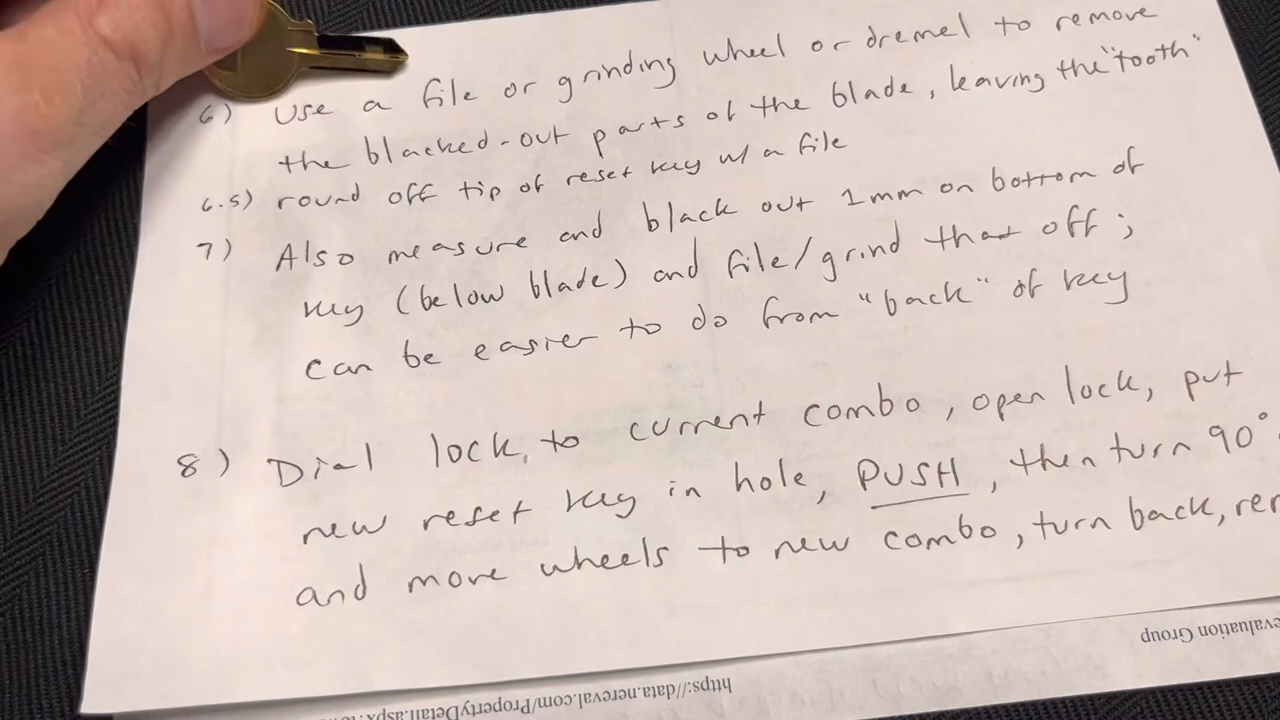 6) Use a file or grinding wheel or dremel to remove
the blacked-out parts of the blade, leaving the "tooth"
6.5) round off tip of reset key w/ a file
7) Also measure and black out 1mm on bottom of
key (below blade) and file/grind that off;
can be easier to do from "back" of key
8) Dial lock, to current combo, open lock, put
new reset key in hole, PUSH, then turn 90°
and move wheels to new combo, turn back, rem
evaluation Group
https://data.nereval.com/PropertyDetail.aspx